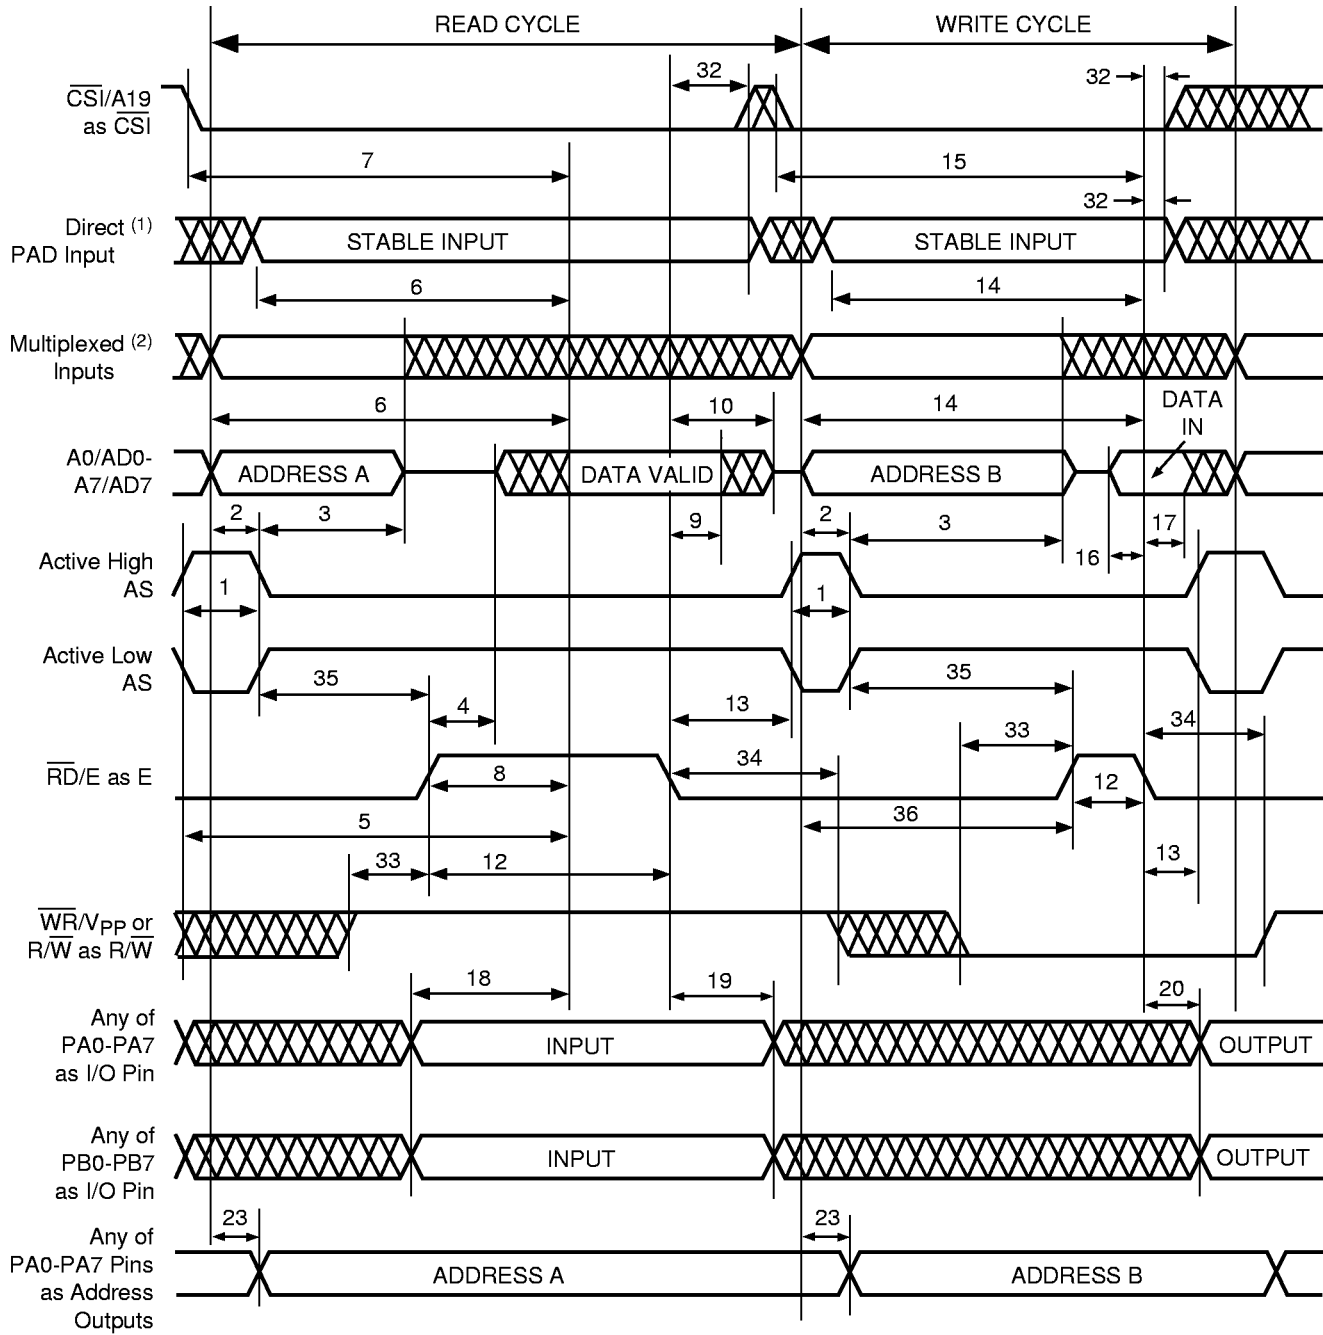 READ CYCLE
WRITE CYCLE
32
32
CSI/A19
as CSI
7
15
32
Direct (1)
PAD Input
STABLE INPUT
STABLE INPUT
6
14
Multiplexed (2)
Inputs
6
10
14
DATA
IN
A0/AD0-
A7/AD7
ADDRESS A
DATA VALID
ADDRESS B
2
3
9
2
3
17
16
Active High
AS
1
1
Active Low
AS
35
35
4
13
34
33
34
RD/E as E
8
12
5
36
33
12
13
WR/VPP or
R/W as R/W
18
19
20
Any of
PA0-PA7
as I/O Pin
INPUT
OUTPUT
Any of
PB0-PB7
as I/O Pin
INPUT
OUTPUT
23
23
Any of
PA0-PA7 Pins
as Address
Outputs
ADDRESS A
ADDRESS B